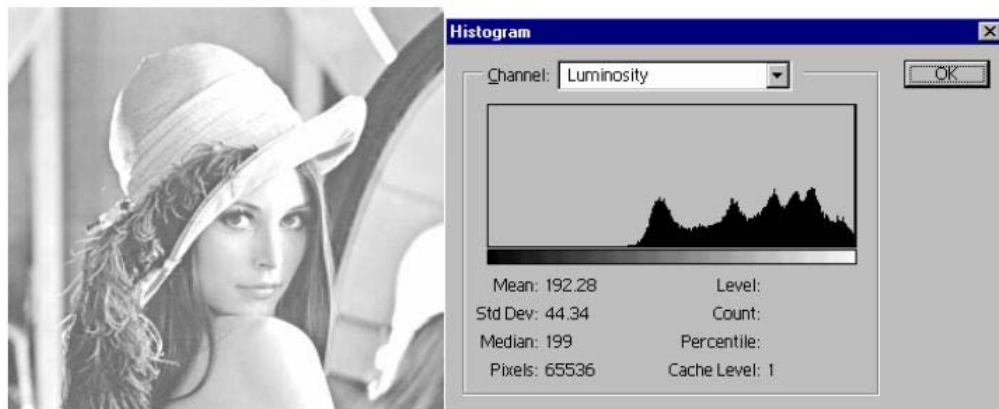 Histogram
Channel: Luminosity
OK
Mean: 192.28 Level:
Std Dev: 44.34 Count:
Median: 199 Percentile:
Pixels: 65536 Cache Level: 1